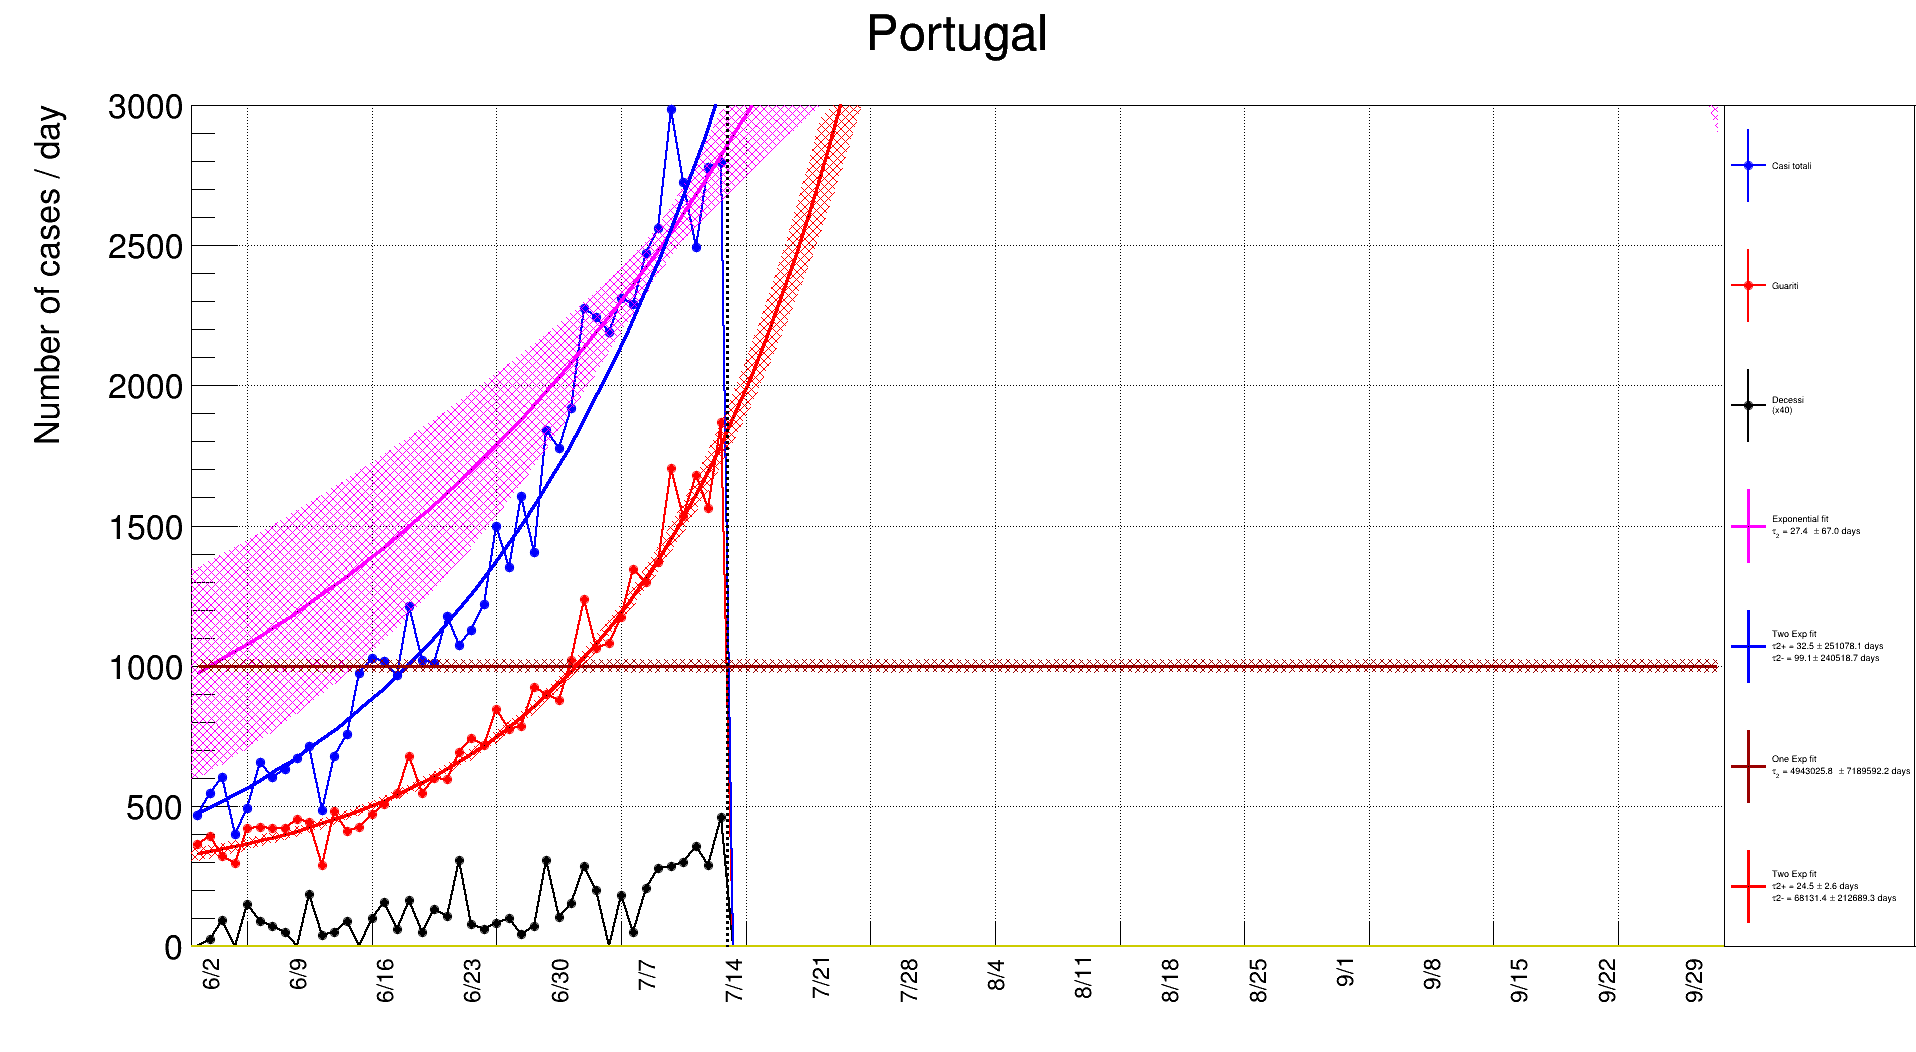 Portugal
Number of cases / day
3000
2500
2000
1500
1000
500
0
6/2
6/9
6/16
6/23
6/30
7/7
7/14
7/21
7/28
8/4
8/11
8/18
8/25
9/1
9/8
9/15
9/22
9/29
Casi totali
Guariti
Decessi
(x40)
Exponential fit
τ2 = 27.4 ± 67.0 days
Two Exp fit
τ2+ = 32.5 ± 251078.1 days
τ2- = 99.1 ± 240518.7 days
One Exp fit
τ2 = 4943025.8 ± 7189592.2 days
Two Exp fit
τ2+ = 24.5 ± 2.6 days
τ2- = 68131.4 ± 212689.3 days